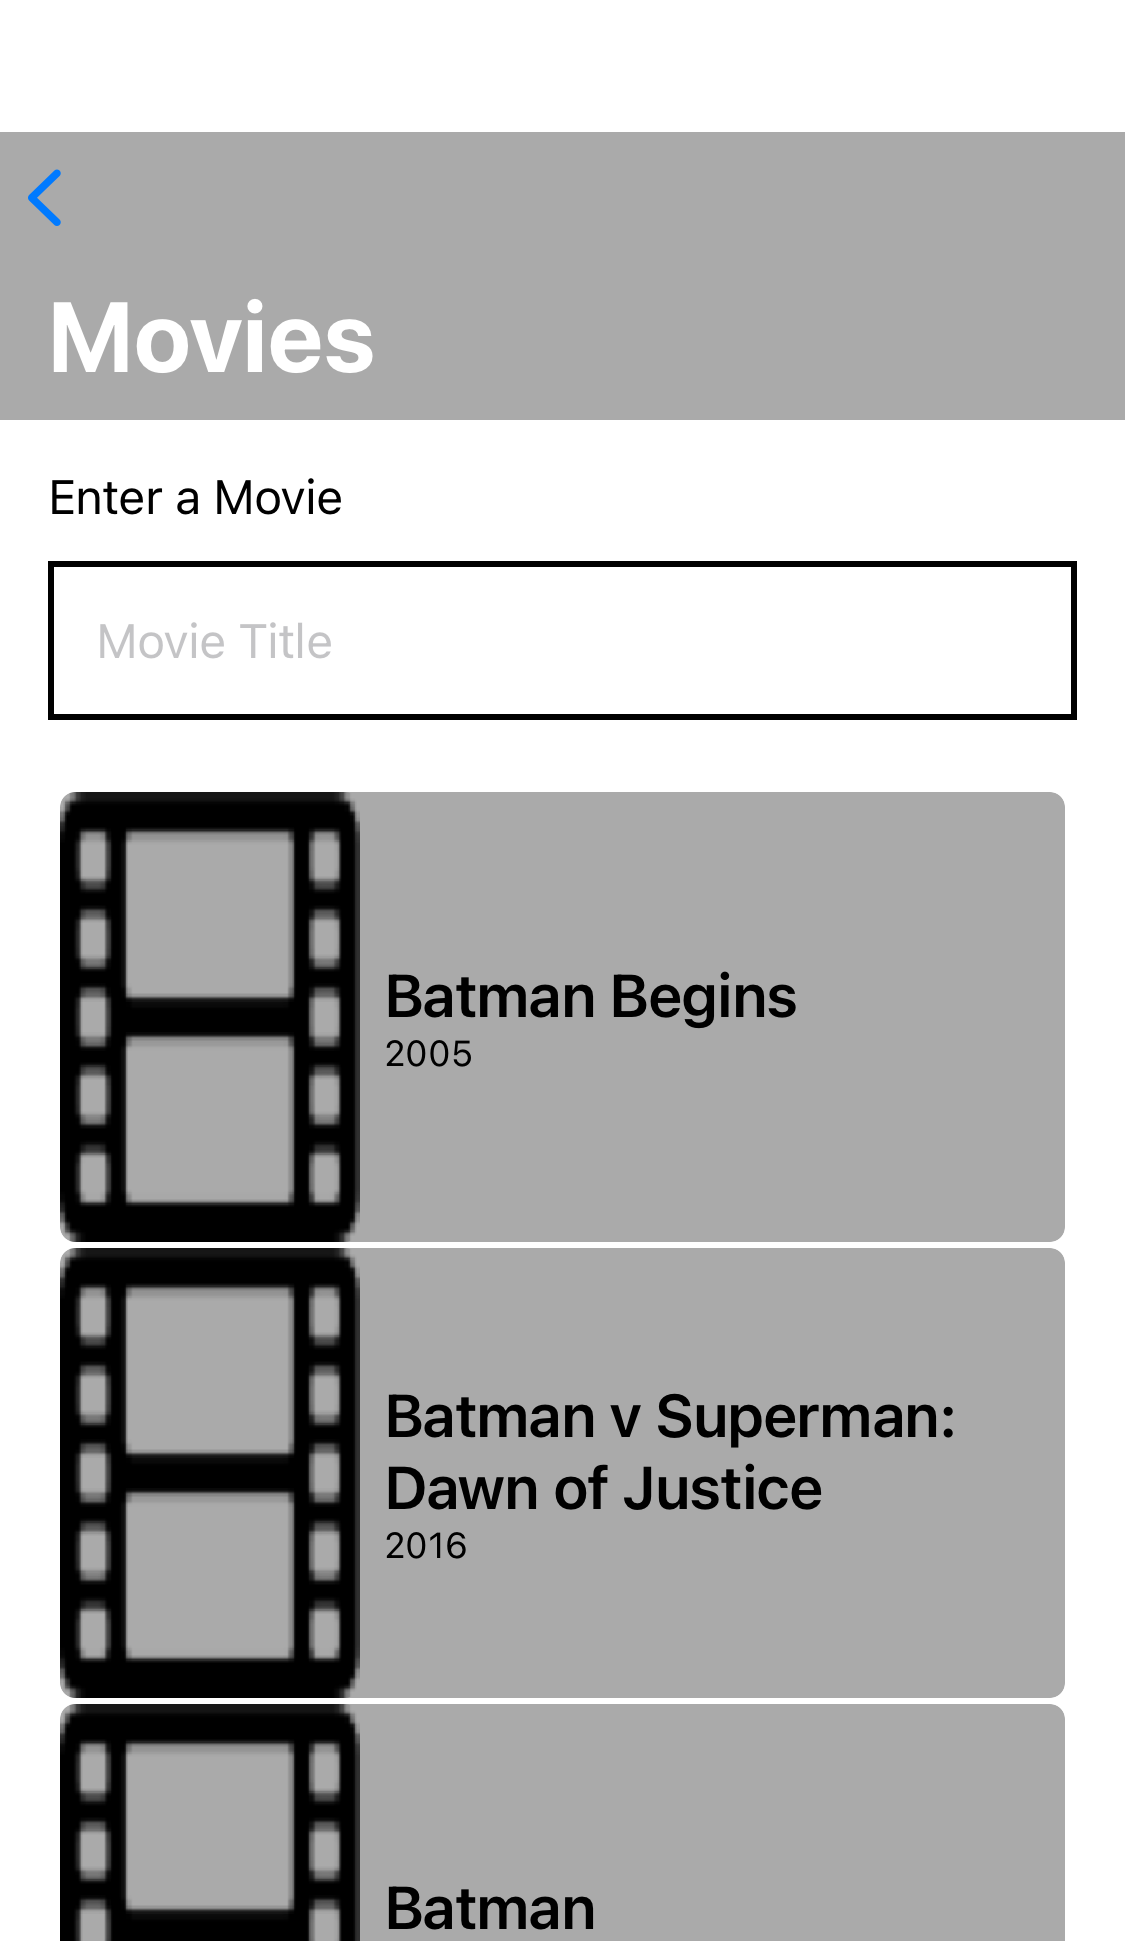 Movies
Enter a Movie
Movie Title
Batman Begins
2005
Batman v Superman:
Dawn of Justice
2016
Batman